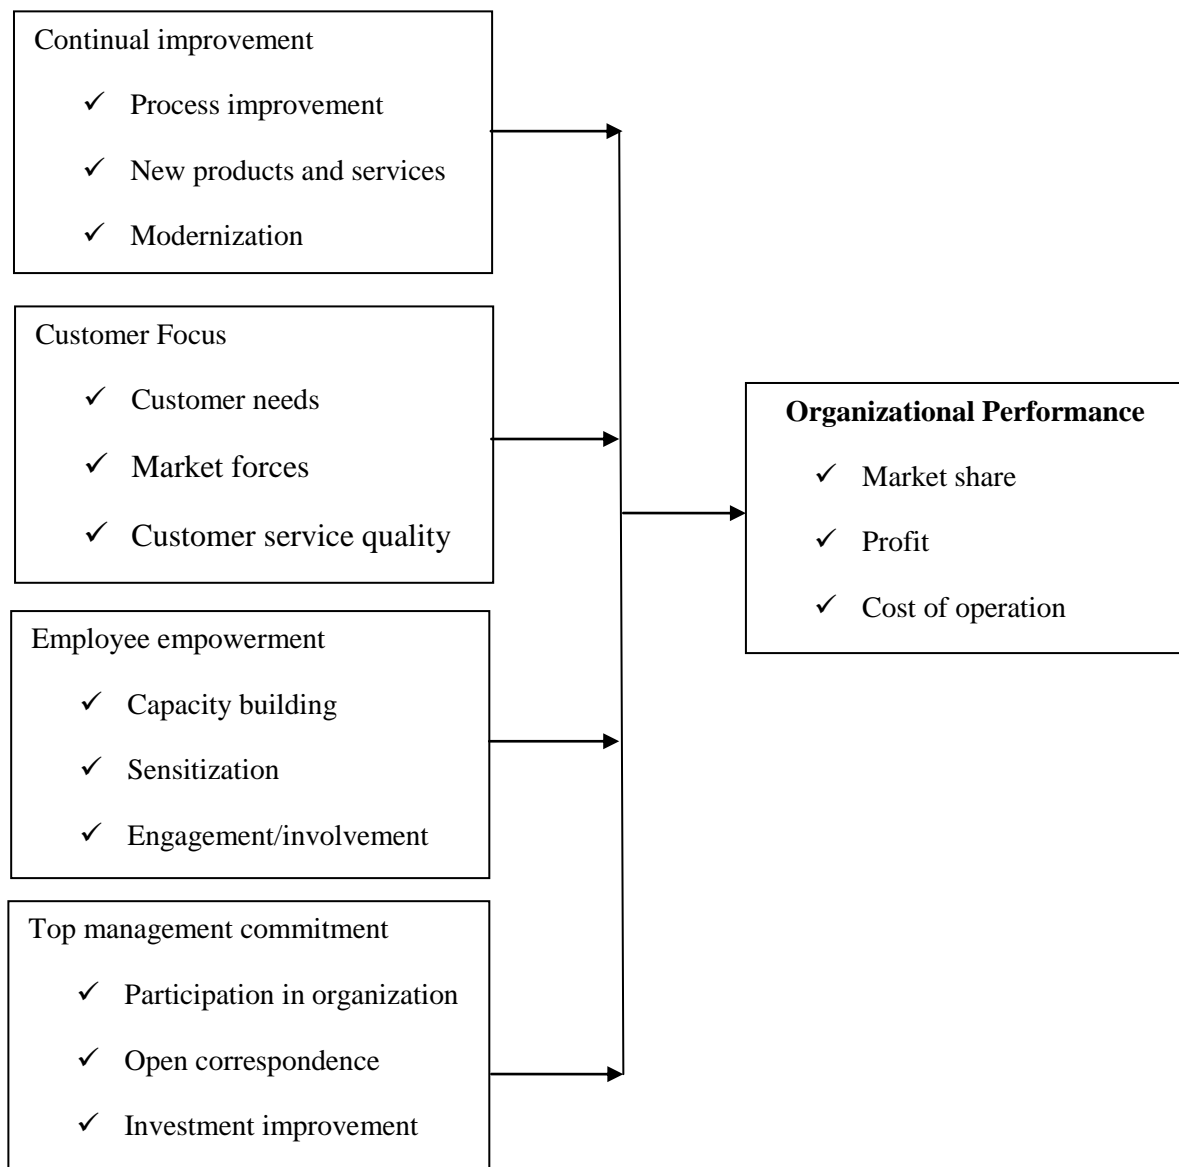 Continual improvement
✓ Process improvement
✓ New products and services
✓ Modernization
Customer Focus
✓ Customer needs
✓ Market forces
✓ Customer service quality
Employee empowerment
✓ Capacity building
✓ Sensitization
✓ Engagement/involvement
Top management commitment
✓ Participation in organization
✓ Open correspondence
✓ Investment improvement
Organizational Performance
✓ Market share
✓ Profit
✓ Cost of operation